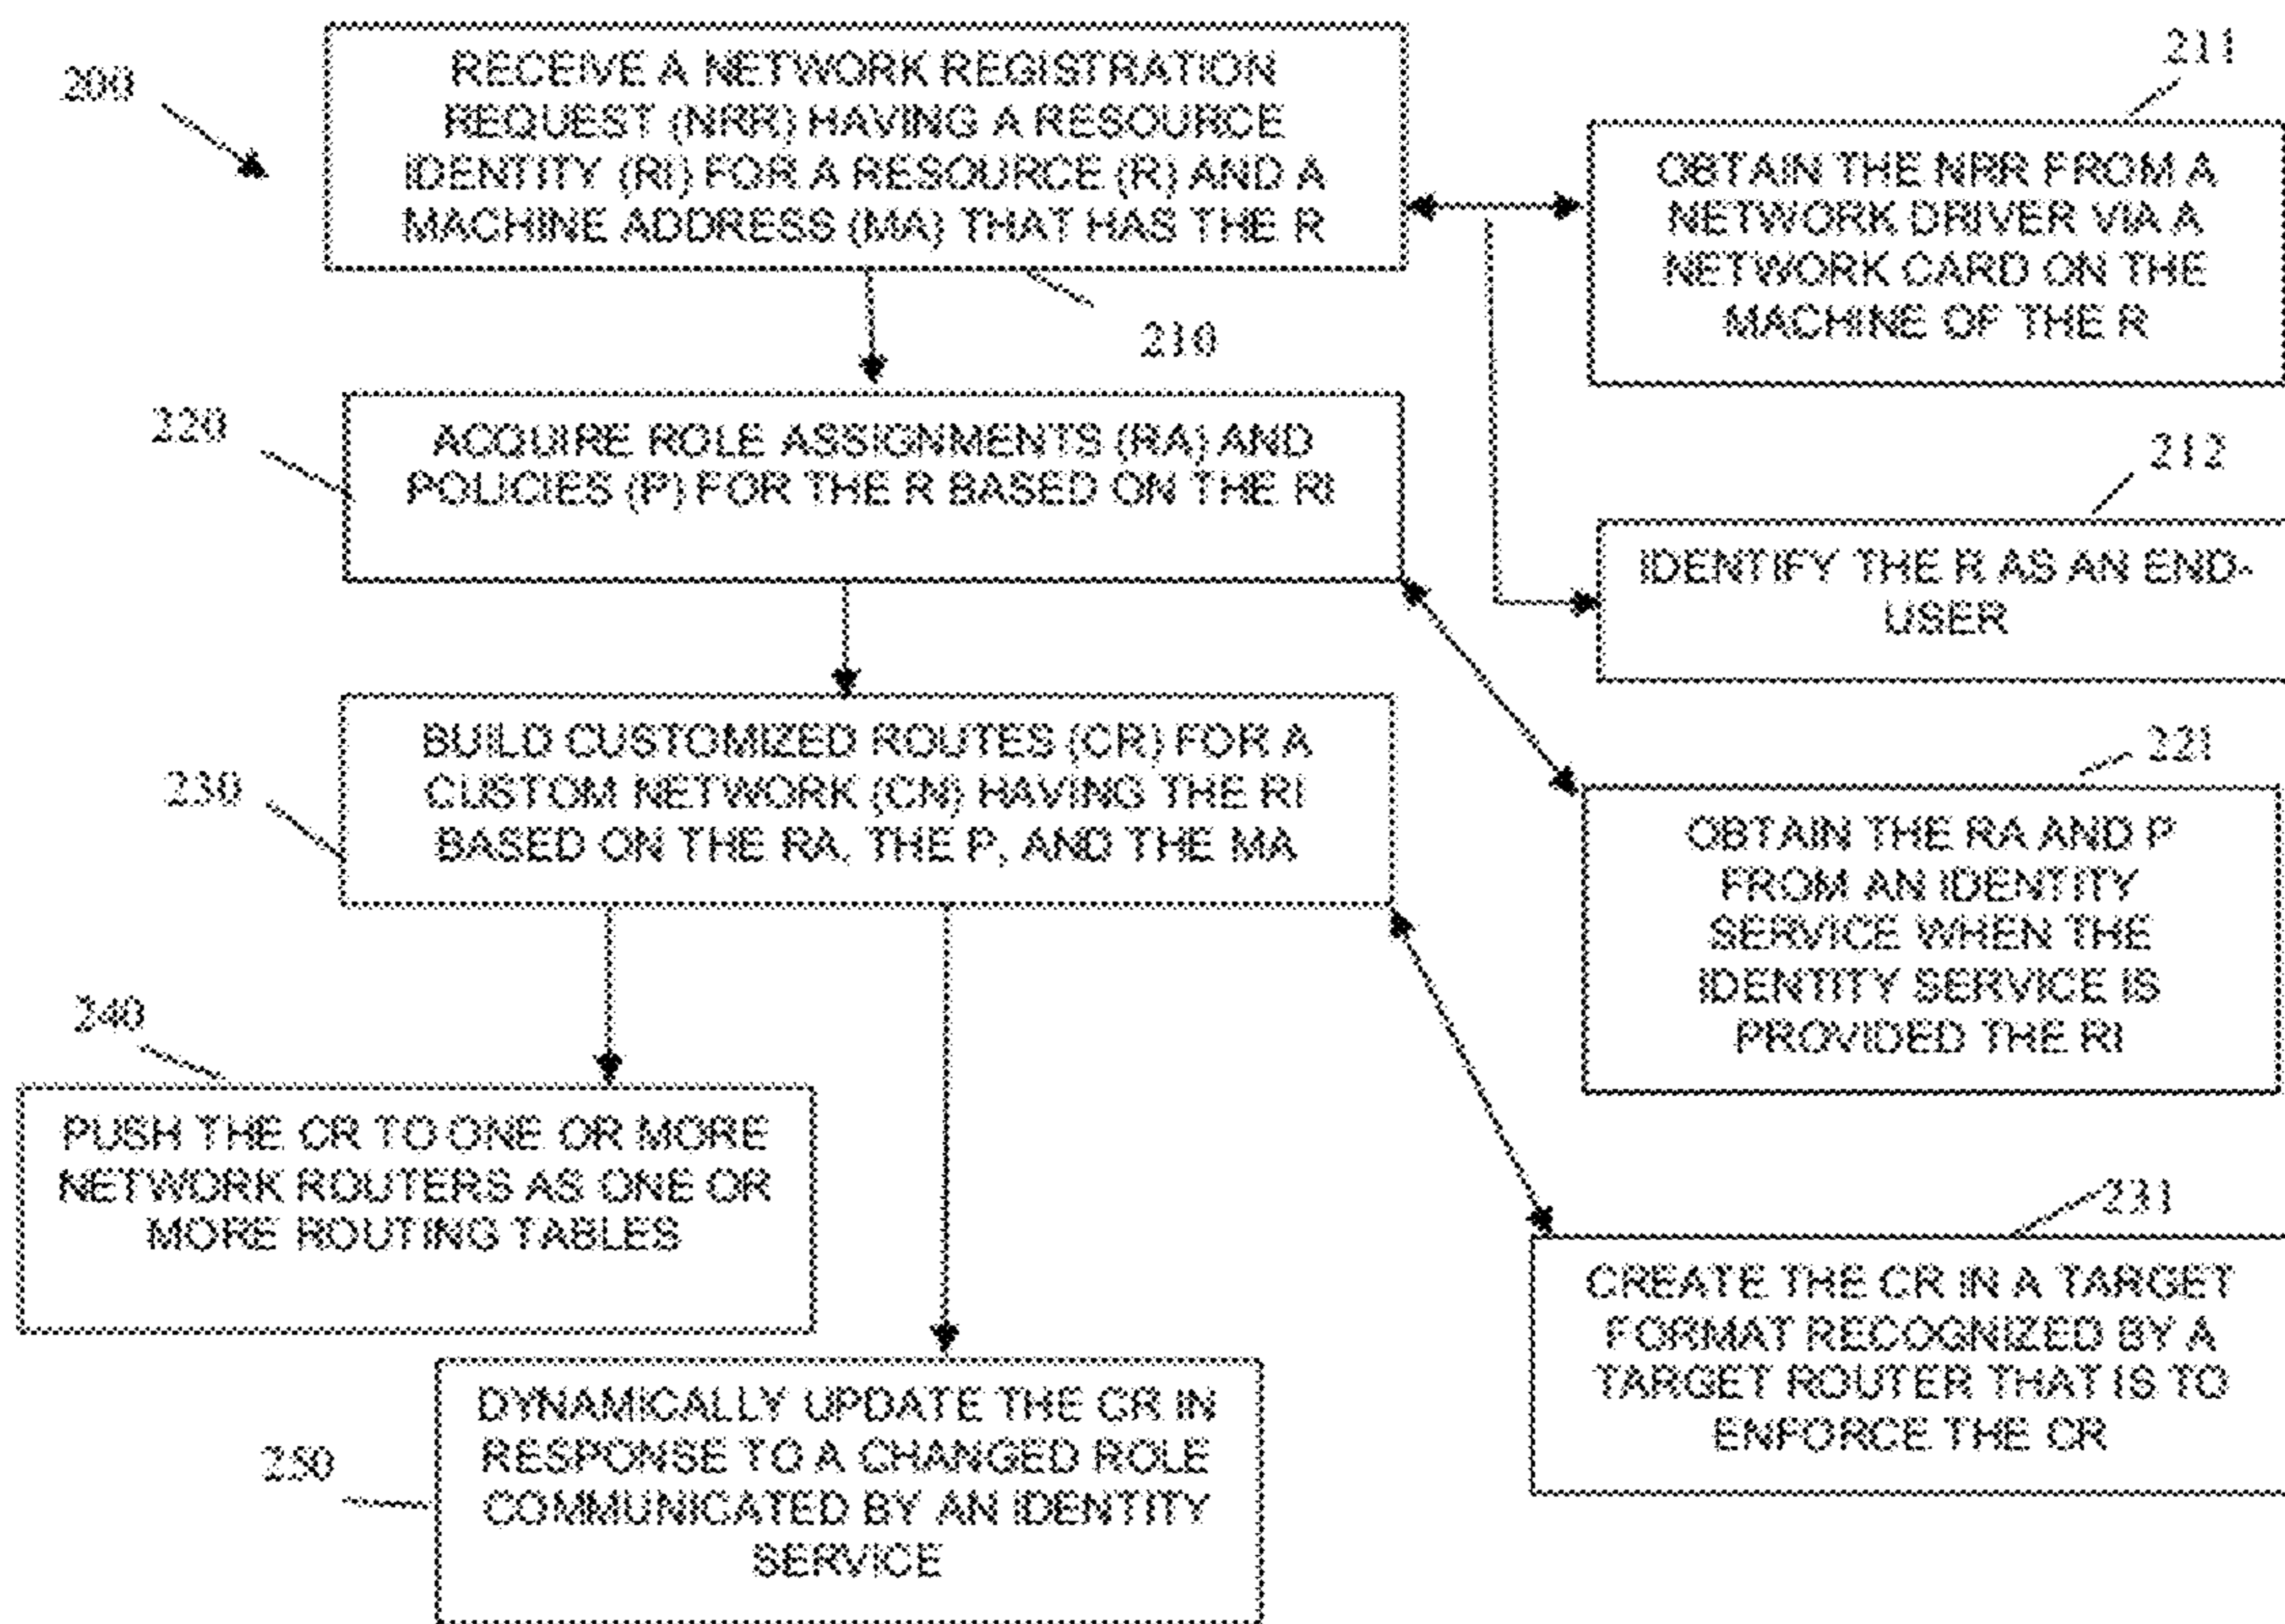 200
RECEIVE A NETWORK REGISTRATION
REQUEST (NRR) HAVING A RESOURCE
IDENTITY (RI) FOR A RESOURCE (R) AND A
MACHINE ADDRESS (MA) THAT HAS THE R
210
211
OBTAIN THE NRR FROM A
NETWORK DRIVER VIA A
NETWORK CARD ON THE
MACHINE OF THE R
220
ACQUIRE ROLE ASSIGNMENTS (RA) AND
POLICIES (P) FOR THE R BASED ON THE RI
212
IDENTIFY THE R AS AN END-
USER
230
BUILD CUSTOMIZED ROUTES (CR) FOR A
CUSTOM NETWORK (CN) HAVING THE RI
BASED ON THE RA, THE P, AND THE MA
221
OBTAIN THE RA AND P
FROM AN IDENTITY
SERVICE WHEN THE
IDENTITY SERVICE IS
PROVIDED THE RI
240
PUSH THE CR TO ONE OR MORE
NETWORK ROUTERS AS ONE OR
MORE ROUTING TABLES
231
CREATE THE CR IN A TARGET
FORMAT RECOGNIZED BY A
TARGET ROUTER THAT IS TO
ENFORCE THE CR
250
DYNAMICALLY UPDATE THE CR IN
RESPONSE TO A CHANGED ROLE
COMMUNICATED BY AN IDENTITY
SERVICE